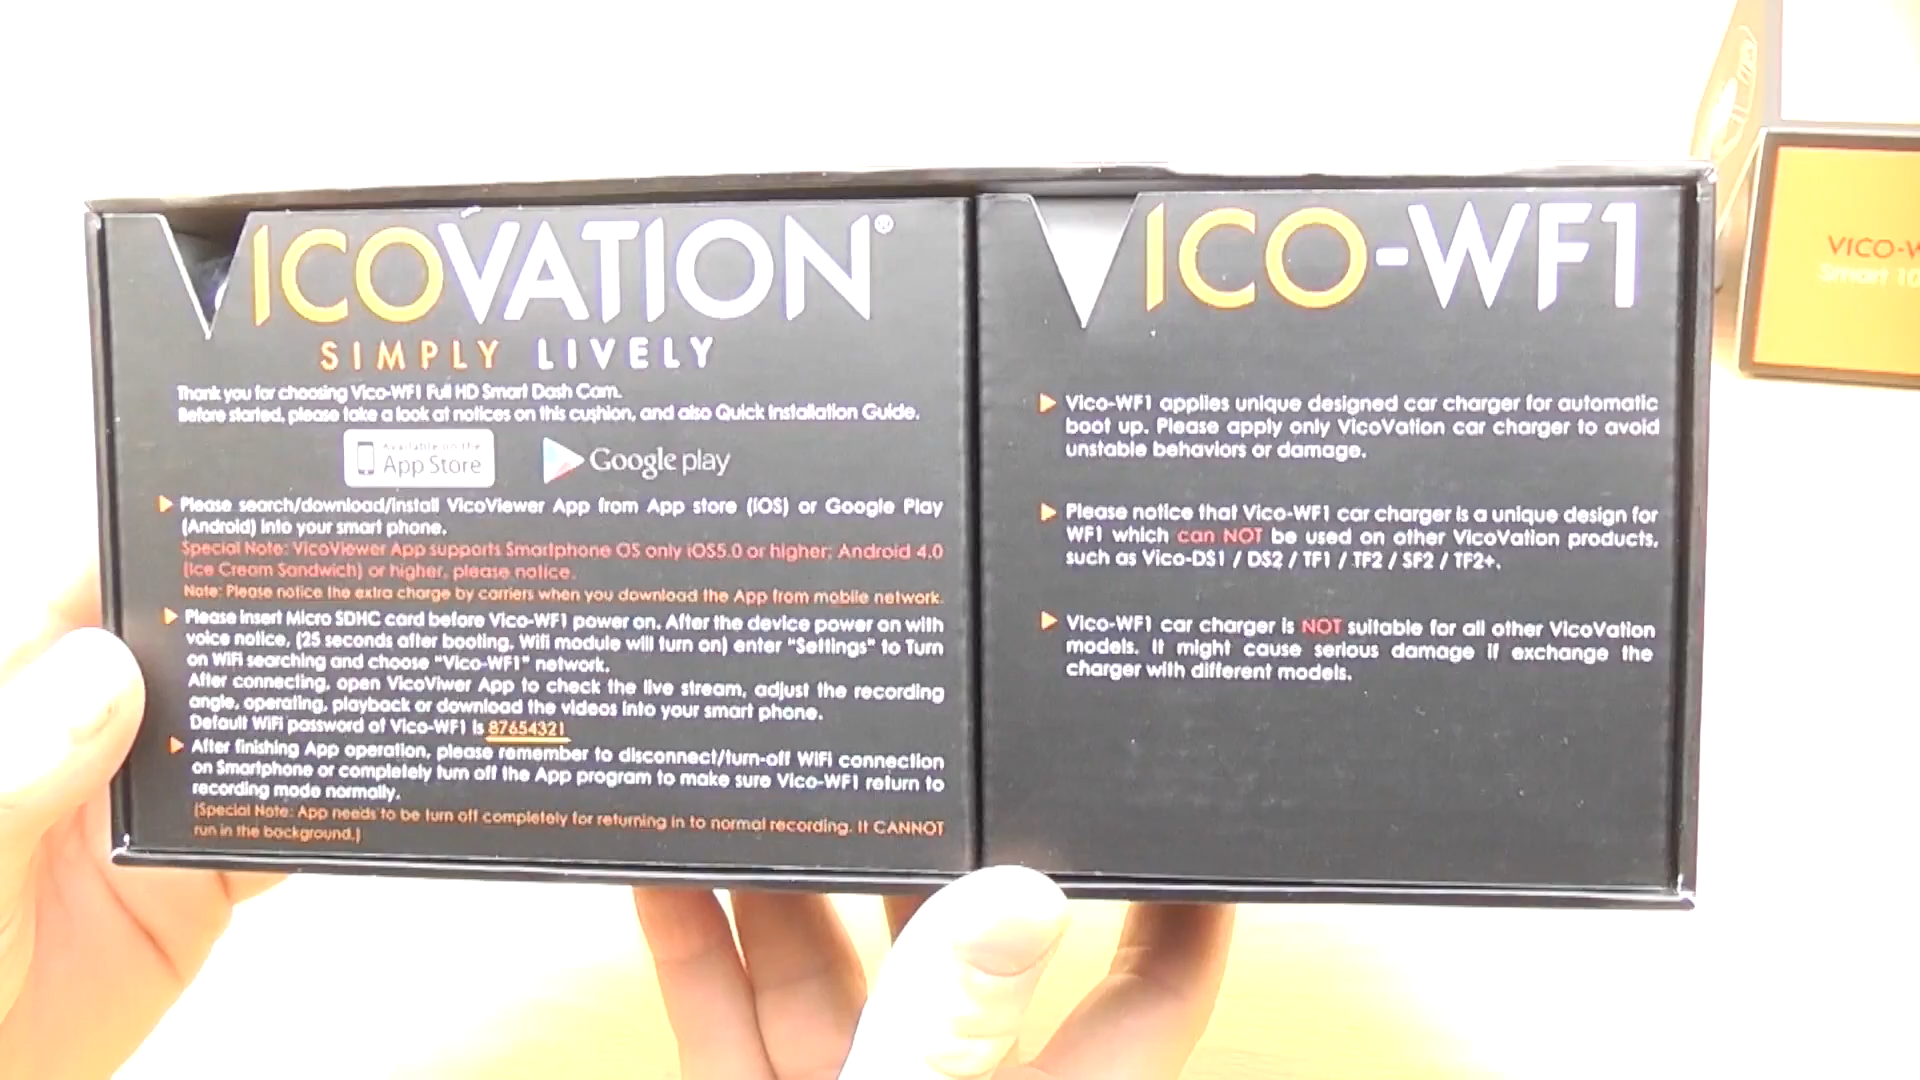 VICOVATION®
SIMPLY LIVELY
Thank you for choosing Vico-WF1 Full HD Smart Dash Cam.
Before started, please take a look at notices on this cushion, and also Quick Installation Guide.
Available on the
App Store
Google play
Please search/download/install VicoViewer App from App store (iOS) or Google Play
(Android) into your smart phone.
Special Note: VicoViewer App supports Smartphone OS only iOS5.0 or higher; Android 4.0
(Ice Cream Sandwich) or higher, please notice.
Note: Please notice the extra charge by carriers when you download the App from mobile network.
Please insert Micro SDHC card before Vico-WF1 power on. After the device power on with
voice notice, (25 seconds after booting, Wifi module will turn on) enter "Settings" to Turn
on WiFi searching and choose "Vico-WF1" network.
After connecting, open VicoViwer App to check the live stream, adjust the recording
angle, operating, playback or download the videos into your smart phone.
Default WiFi password of Vico-WF1 is 87654321
After finishing App operation, please remember to disconnect/turn-off WiFi connection
on Smartphone or completely turn off the App program to make sure Vico-WF1 return to
recording mode normally.
(Special Note: App needs to be turn off completely for returning in to normal recording. It CANNOT
run in the background.)
VICO-WF1
Vico-WF1 applies unique designed car charger for automatic
boot up. Please apply only VicoVation car charger to avoid
unstable behaviors or damage.
Please notice that Vico-WF1 car charger is a unique design for
WF1 which can NOT be used on other VicoVation products,
such as Vico-DS1 / DS2 / TF1 / TF2 / SF2 / TF2+.
Vico-WF1 car charger is NOT suitable for all other VicoVation
models. It might cause serious damage if exchange the
charger with different models.
VICO-W
Smart 10